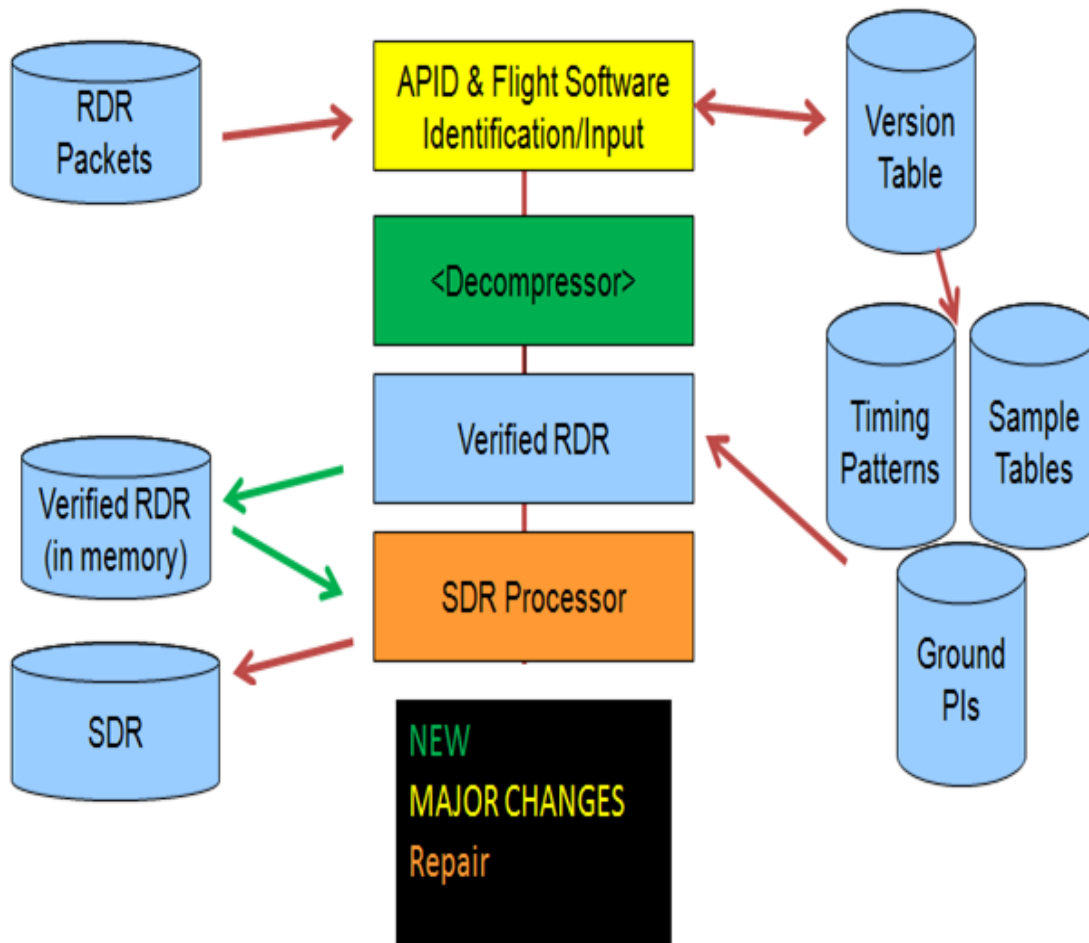 RDR
Packets
APID & Flight Software
Identification/Input
Version
Table
<Decompressor>
Timing
Patterns
Sample
Tables
Verified RDR
Verified RDR
(in memory)
SDR Processor
Ground
PIs
SDR
NEW
MAJOR CHANGES
Repair